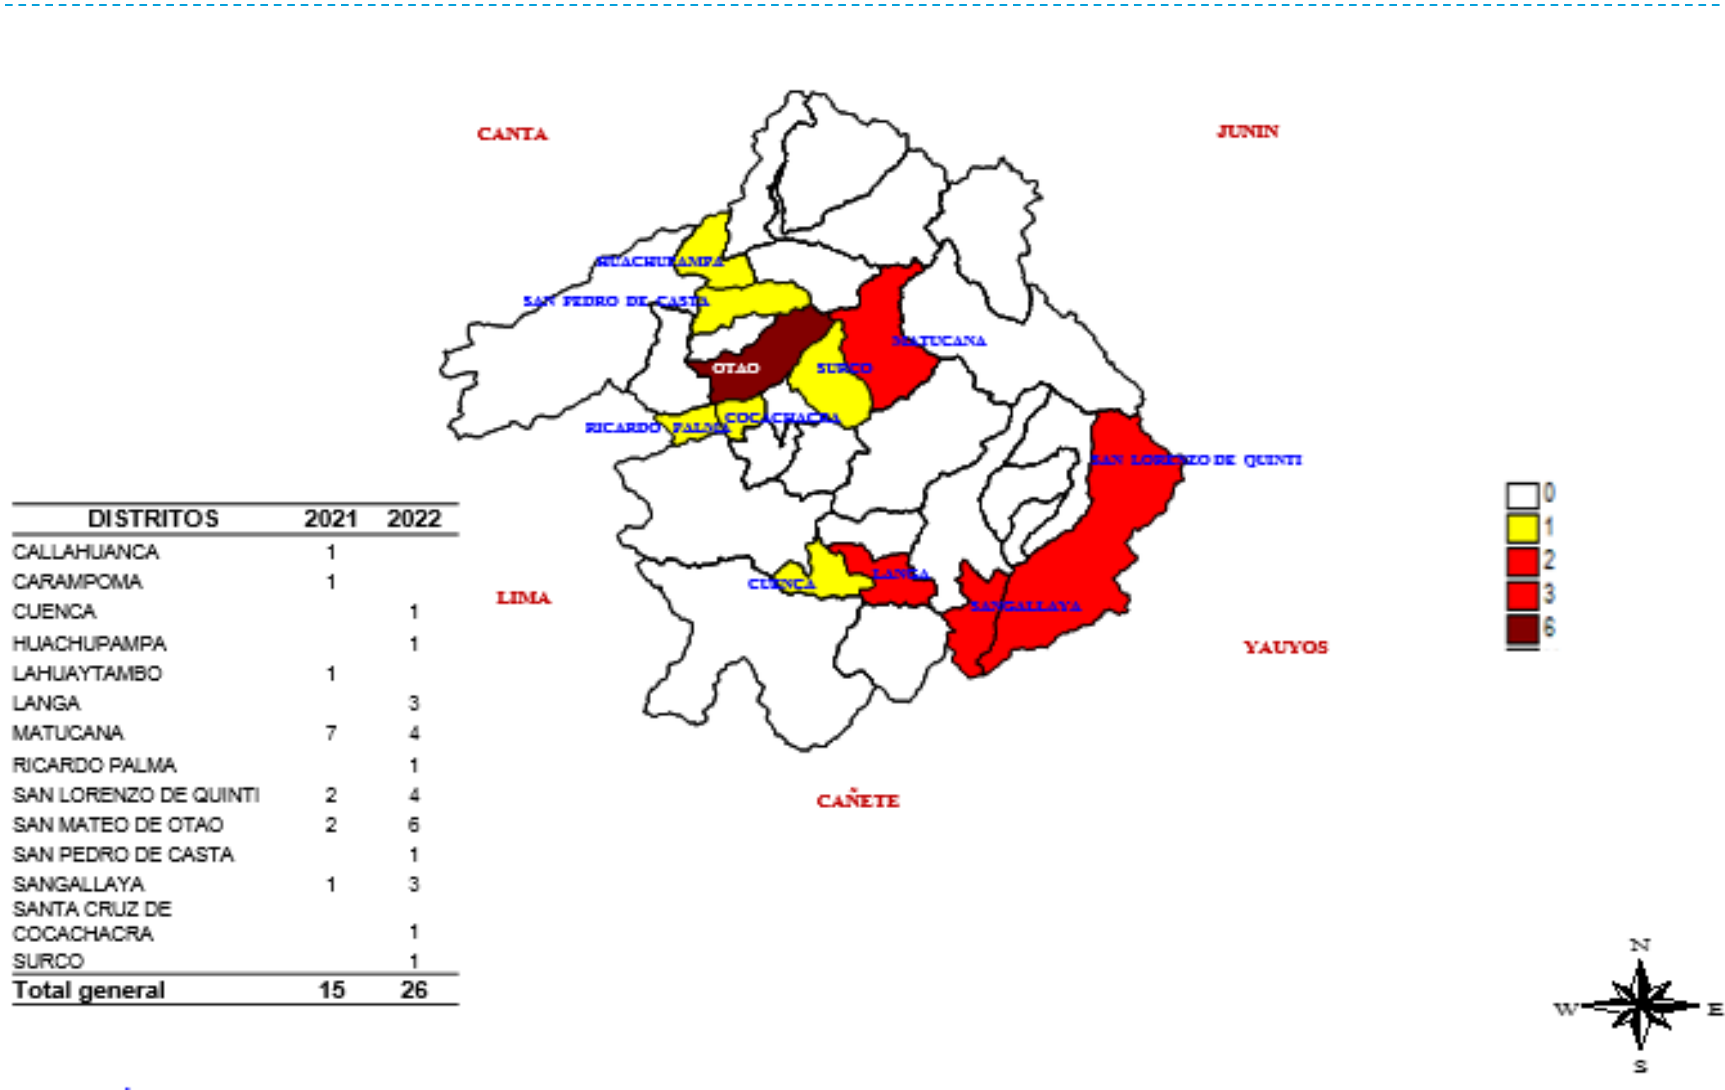 CANTA
JUNIN
HUACHUPAMPA
SAN PEDRO DE CASTA
MATUCANA
OTAO
SURCO
COCACHACRA
RICARDO PALMA
SAN LORENZO DE QUINTI
0
1
2
3
6
LANGA
CUENCA
LIMA
SANGALLAYA
YAUYOS
CAÑETE
DISTRITOS 2021 2022
CALLAHUANCA 1
CARAMPOMA 1
CUENCA 1
HUACHUPAMPA 1
LAHUAYTAMBO 1
LANGA 3
MATUCANA 7 4
RICARDO PALMA 1
SAN LORENZO DE QUINTI 2 4
SAN MATEO DE OTAO 2 6
SAN PEDRO DE CASTA 1
SANGALLAYA 1 3
SANTA CRUZ DE
COCACHACRA 1
SURCO 1
Total general 15 26
N
W E
S